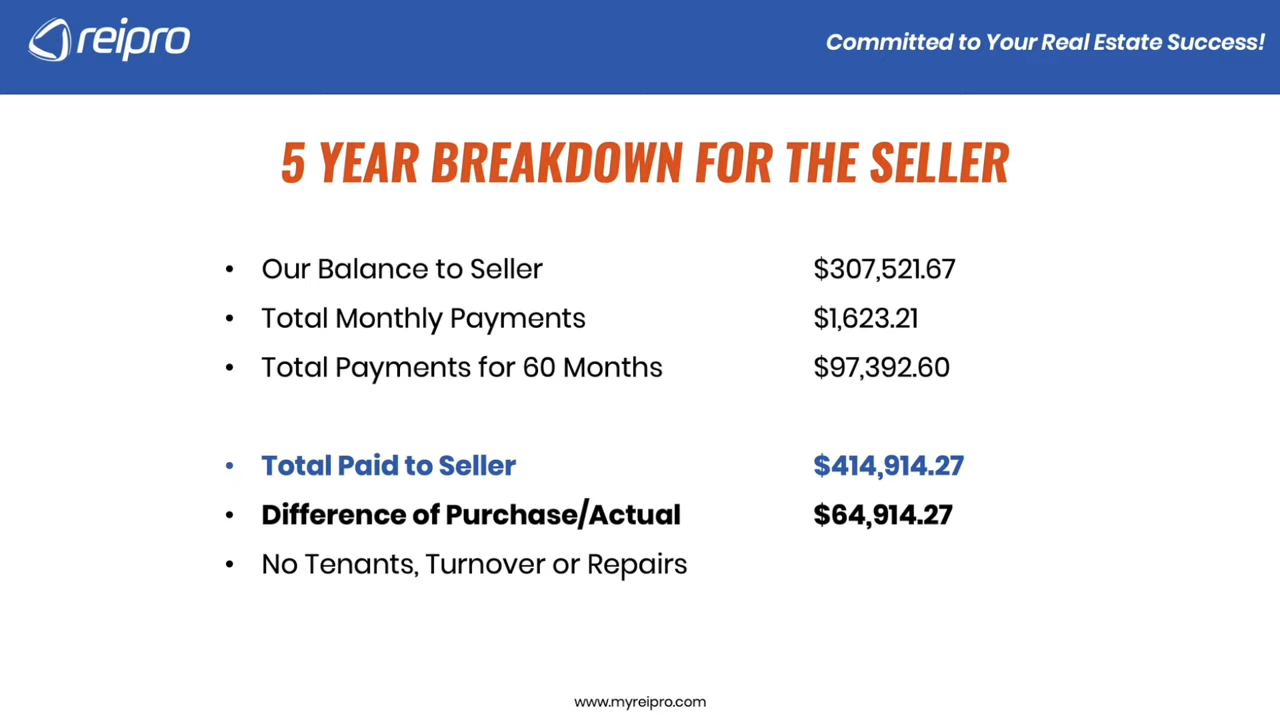 reipro
Committed to Your Real Estate Success!
5 YEAR BREAKDOWN FOR THE SELLER
• Our Balance to Seller $307,521.67
• Total Monthly Payments $1,623.21
• Total Payments for 60 Months $97,392.60
• Total Paid to Seller $414,914.27
• Difference of Purchase/Actual $64,914.27
• No Tenants, Turnover or Repairs
www.myreipro.com